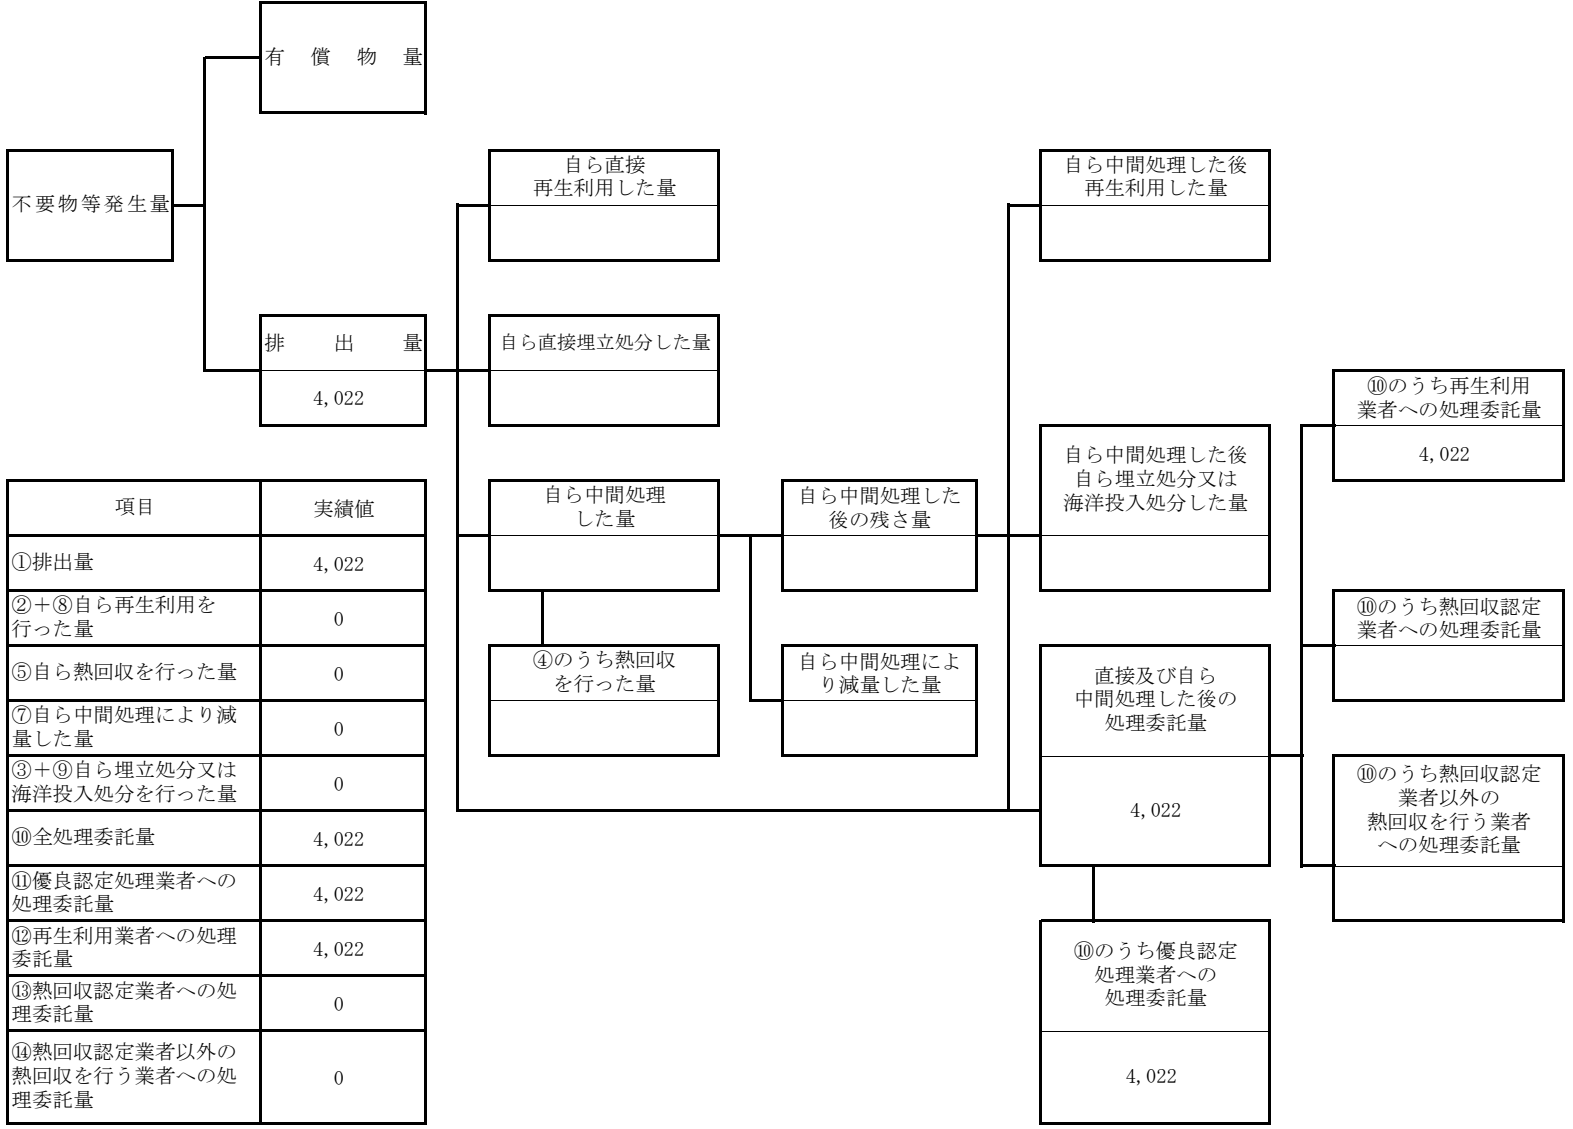 有償物量
不要物等発生量
排出量
4,022
自ら直接
再生利用した量
自ら直接埋立処分した量
自ら中間処理
した量
④のうち熱回収
を行った量
自ら中間処理した
後の残さ量
自ら中間処理によ
り減量した量
自ら中間処理した後
再生利用した量
自ら中間処理した後
自ら埋立処分又は
海洋投入処分した量
直接及び自ら
中間処理した後の
処理委託量
4,022
⑩のうち優良認定
処理業者への
処理委託量
4,022
⑩のうち再生利用
業者への処理委託量
4,022
⑩のうち熱回収認定
業者への処理委託量
⑩のうち熱回収認定
業者以外の
熱回収を行う業者
への処理委託量
項目 実績値
①排出量 4,022
②＋⑧自ら再生利用を
行った量 0
⑤自ら熱回収を行った量 0
⑦自ら中間処理により減
量した量 0
③＋⑨自ら埋立処分又は
海洋投入処分を行った量 0
⑩全処理委託量 4,022
⑪優良認定処理業者への
処理委託量 4,022
⑫再生利用業者への処理
委託量 4,022
⑬熱回収認定業者への処
理委託量 0
⑭熱回収認定業者以外の
熱回収を行う業者への処
理委託量 0